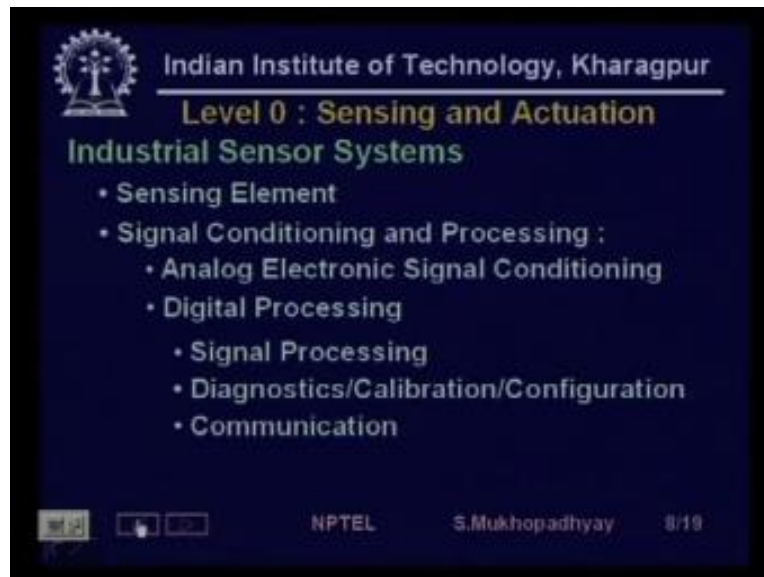 Indian Institute of Technology, Kharagpur
Level 0 : Sensing and Actuation
Industrial Sensor Systems
• Sensing Element
• Signal Conditioning and Processing :
• Analog Electronic Signal Conditioning
• Digital Processing
• Signal Processing
• Diagnostics/Calibration/Configuration
• Communication
NPTEL S.Mukhopadhyay 8/19